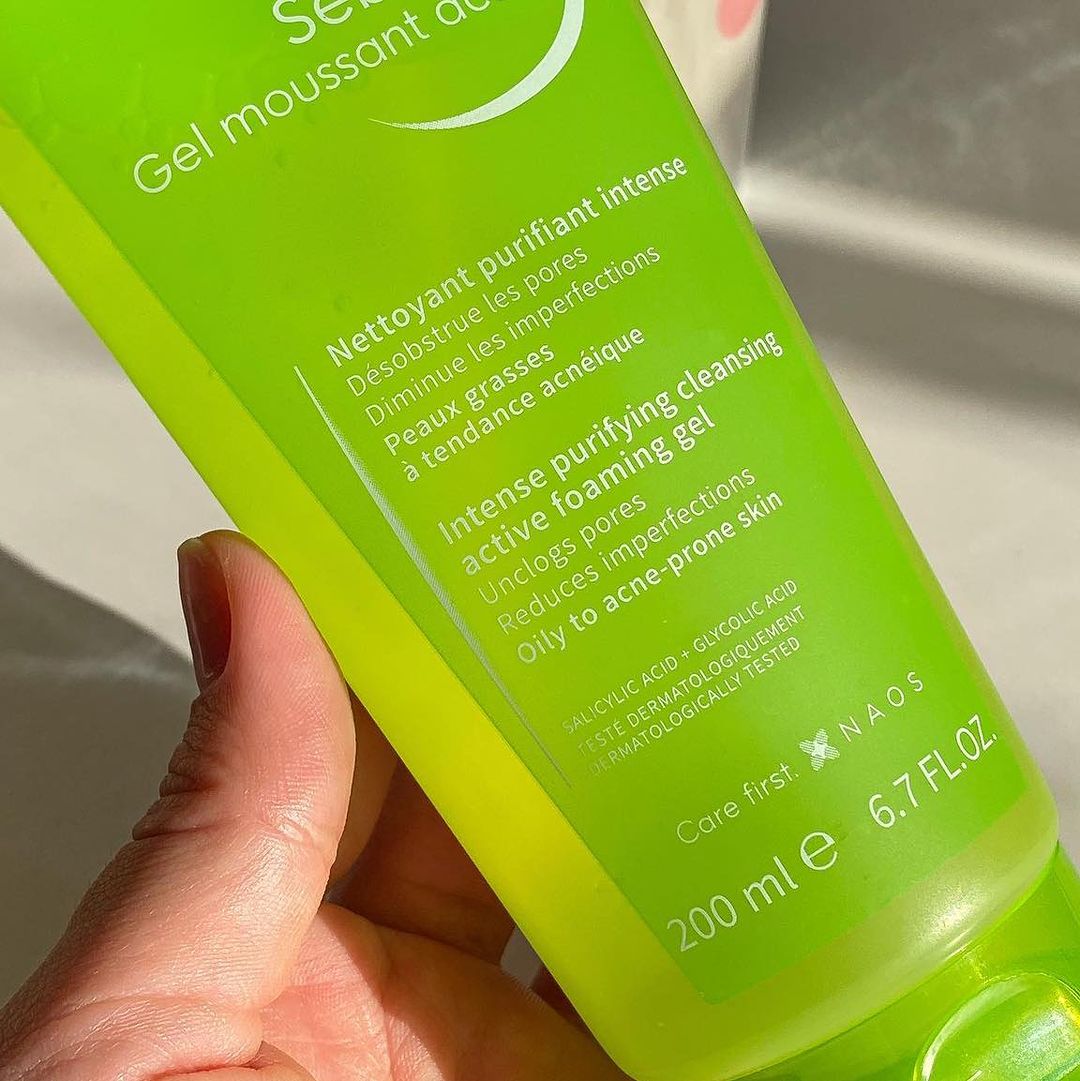 Gel moussant
Nettoyant purifiant intense
Désobstrue les pores
Diminue les imperfections
Peaux grasses
à tendance acnéique
Intense purifying cleansing
active foaming gel
Unclogs pores
Reduces imperfections
Oily to acne-prone skin
SALICYLIC ACID + GLYCOLIC ACID
TESTÉ DERMATOLOGIQUEMENT
DERMATOLOGICALLY TESTED
Care first. NAOS
200 ml e 6.7 FL.OZ.